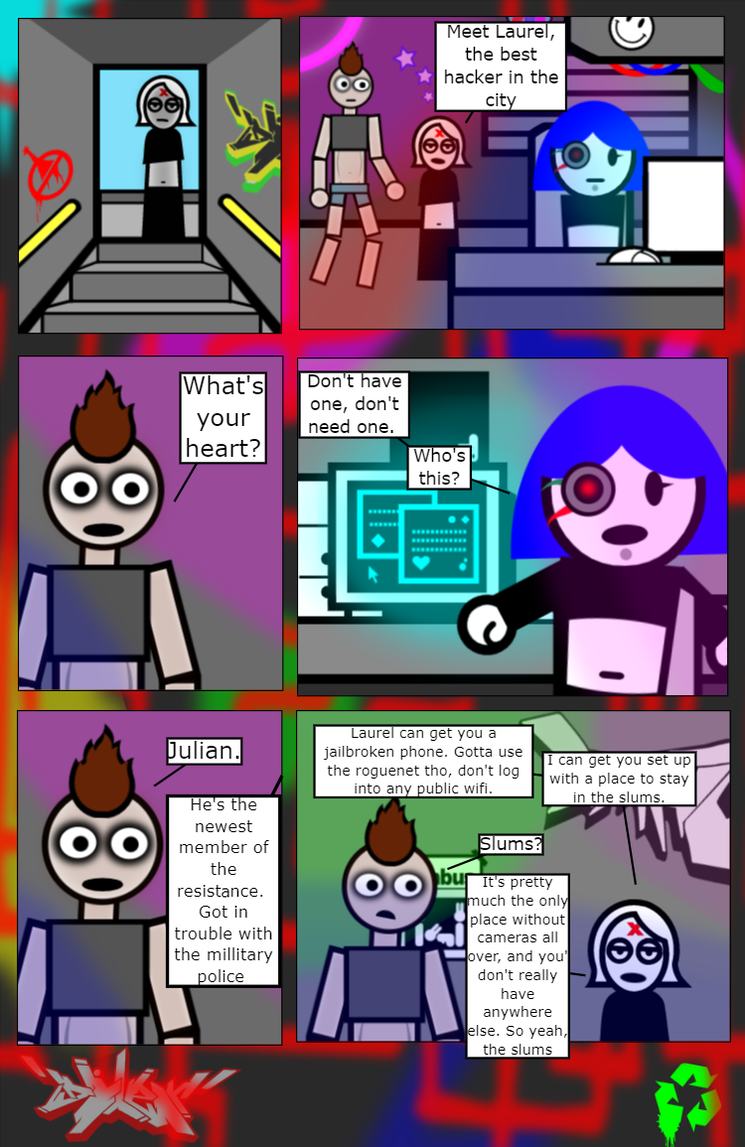 Meet Laurel,
the best
hacker in the
city
What's
your
heart?
Don't have
one, don't
need one.
Who's
this?
Julian.
He's the
newest
member of
the
resistance.
Got in
trouble with
the millitary
police
Laurel can get you a
jailbroken phone. Gotta use
the roguenet tho, don't log
into any public wifi.
I can get you set up
with a place to stay
in the slums.
Slums?
It's pretty
much the only
place without
cameras all
over, and you'
don't really
have
anywhere
else. So yeah,
the slums